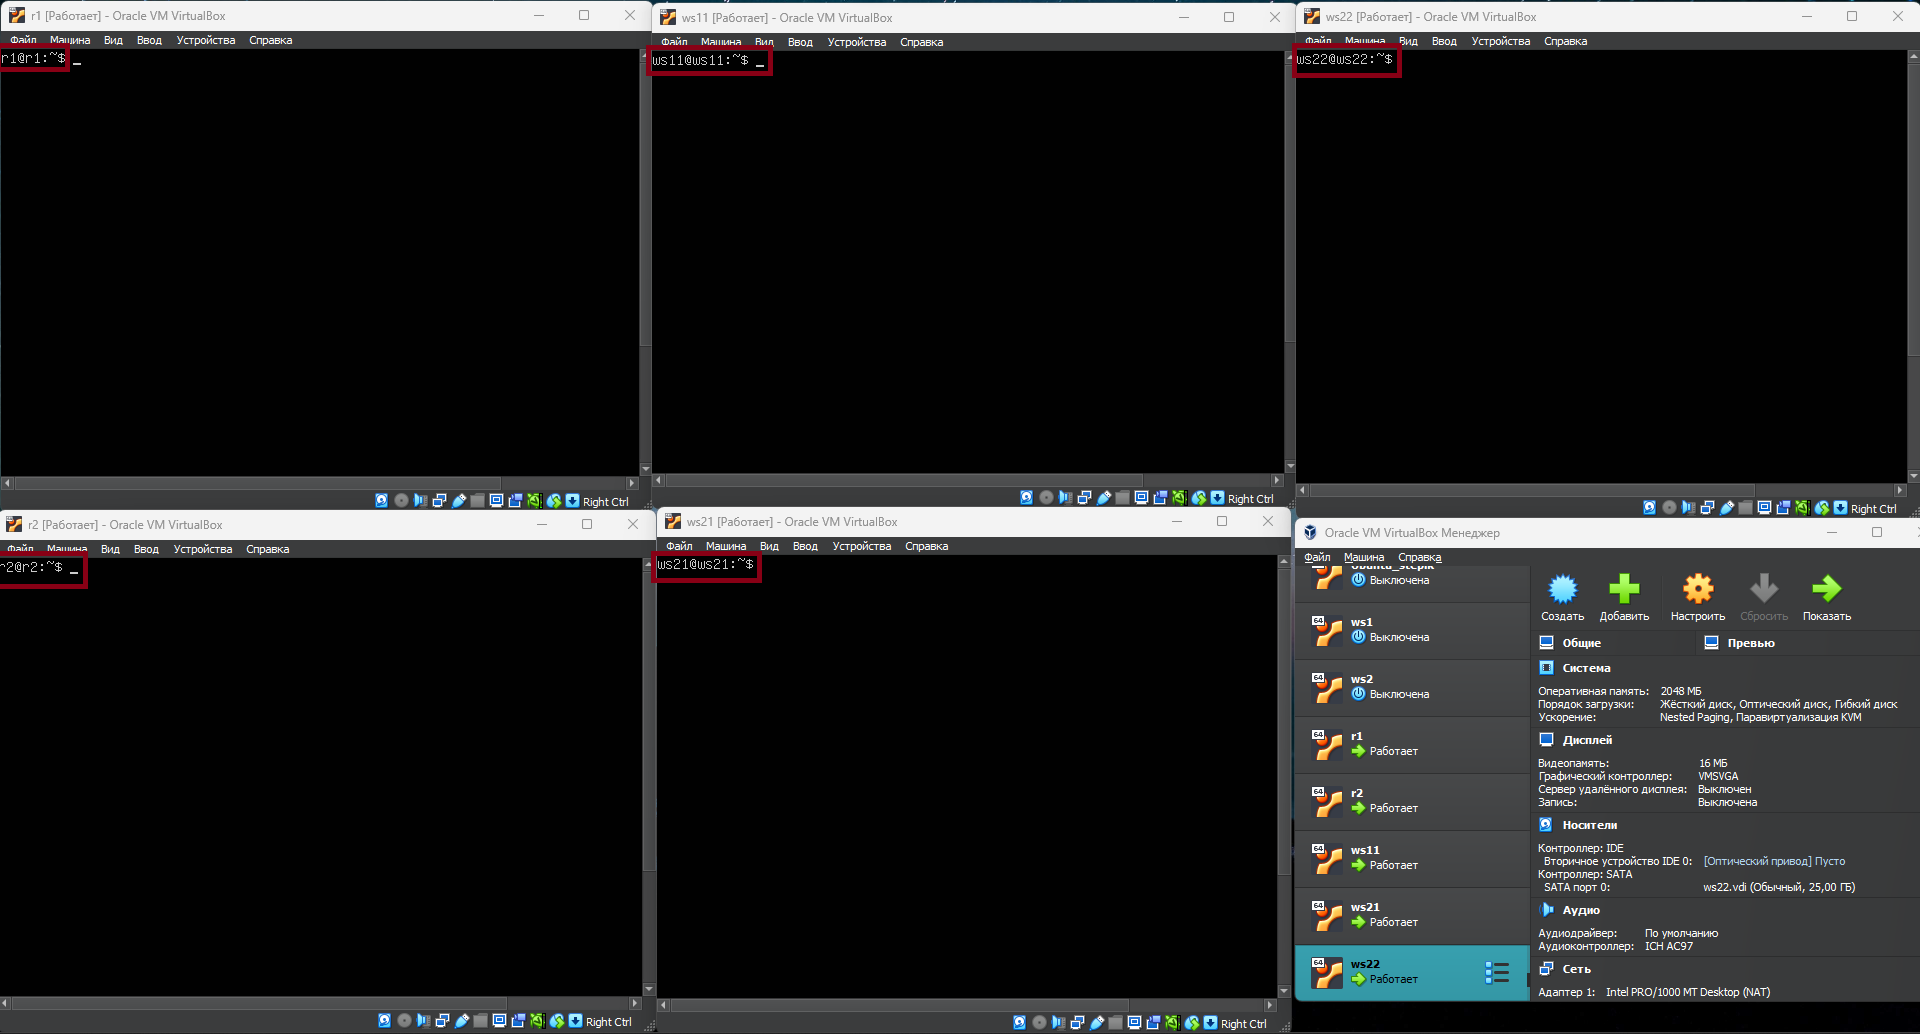 r1 [Работает] - Oracle VM VirtualBox
Файл Машина Вид Ввод Устройства Справка
r1@r1:~$ _
Right Ctrl
ws11 [Работает] - Oracle VM VirtualBox
Файл Машина Вид Ввод Устройства Справка
ws11@ws11:~$ _
Right Ctrl
ws22 [Работает] - Oracle VM VirtualBox
Файл Машина Вид Ввод Устройства Справка
ws22@ws22:~$
Right Ctrl
r2 [Работает] - Oracle VM VirtualBox
Файл Машина Вид Ввод Устройства Справка
r2@r2:~$ _
Right Ctrl
ws21 [Работает] - Oracle VM VirtualBox
Файл Машина Вид Ввод Устройства Справка
ws21@ws21:~$
Right Ctrl
Oracle VM VirtualBox Менеджер
Файл Машина Справка
Ubuntu_stepik
Выключена
64 ws1
Выключена
64 ws2
Выключена
64 r1
Работает
64 r2
Работает
64 ws11
Работает
64 ws21
Работает
64 ws22
Работает
Создать Добавить Настроить Сбросить Показать
Общие Превью
Система
Оперативная память: 2048 МБ
Порядок загрузки: Жёсткий диск, Оптический диск, Гибкий диск
Ускорение: Nested Paging, Паравиртуализация KVM
Дисплей
Видеопамять: 16 МБ
Графический контроллер: VMSVGA
Сервер удалённого дисплея: Выключен
Запись: Выключена
Носители
Контроллер: IDE
Вторичное устройство IDE 0: [Оптический привод] Пусто
Контроллер: SATA
SATA порт 0: ws22.vdi (Обычный, 25,00 ГБ)
Аудио
Аудиодрайвер: По умолчанию
Аудиоконтроллер: ICH AC97
Сеть
Адаптер 1: Intel PRO/1000 MT Desktop (NAT)